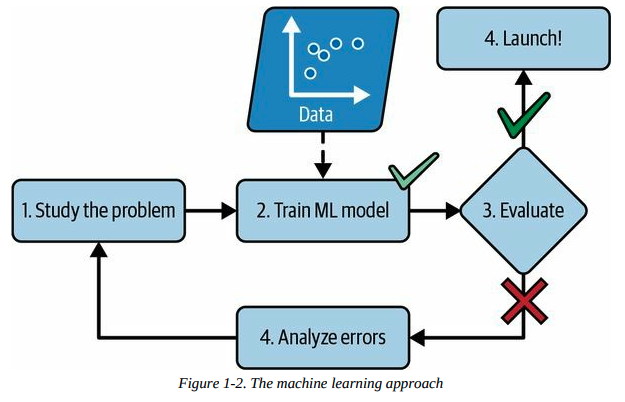 4. Launch!
Data
1. Study the problem
2. Train ML model
3. Evaluate
4. Analyze errors
Figure 1-2. The machine learning approach